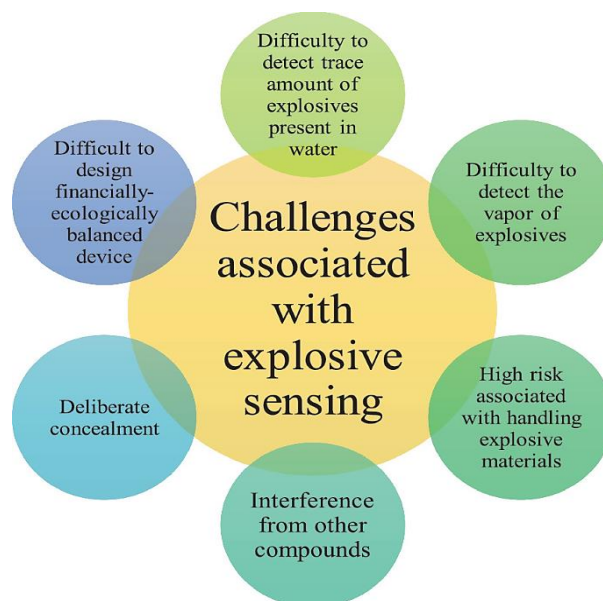 Difficulty to
detect trace
amount of
explosives
present in
water
Difficulty to
detect the
vapor of
explosives
High risk
associated
with handling
explosive
materials
Interference
from other
compounds
Deliberate
concealment
Difficult to
design
financially-
ecologically
balanced
device
Challenges
associated
with
explosive
sensing